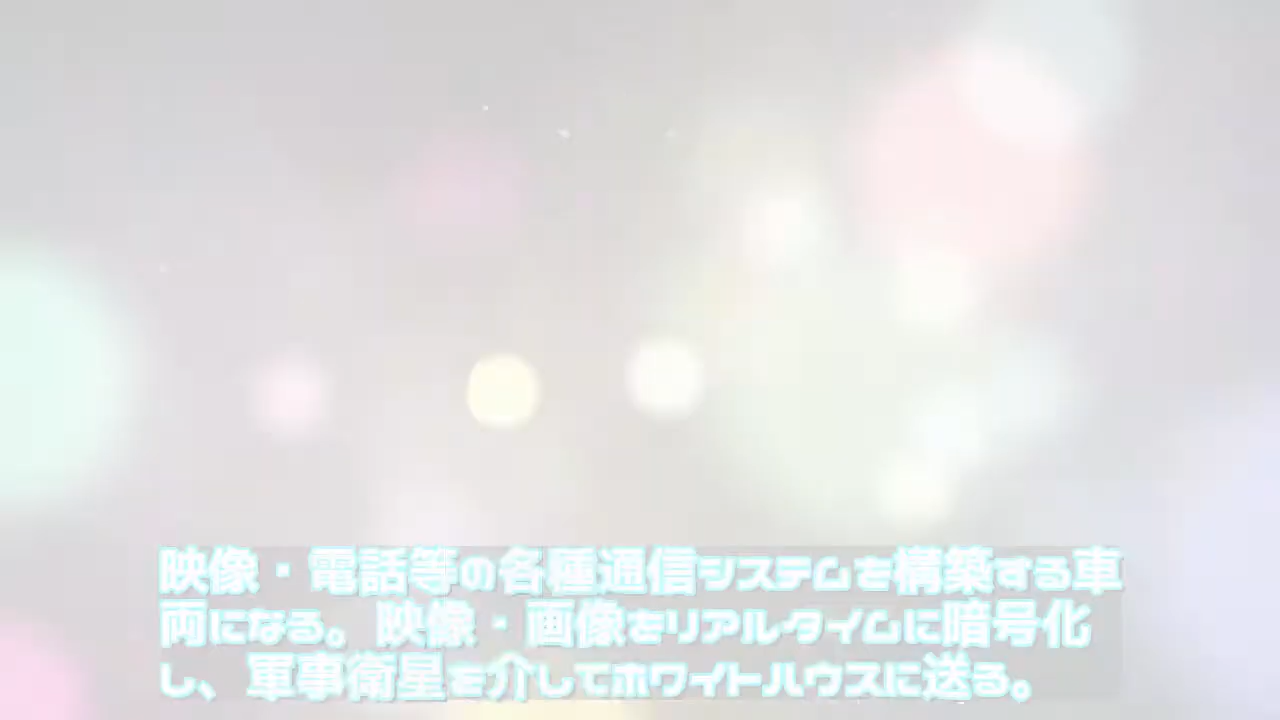 映像・電話等の各種通信システムを構築する車
両になる。映像・画像をリアルタイムに暗号化
し、軍事衛星を介してホワイトハウスに送る。